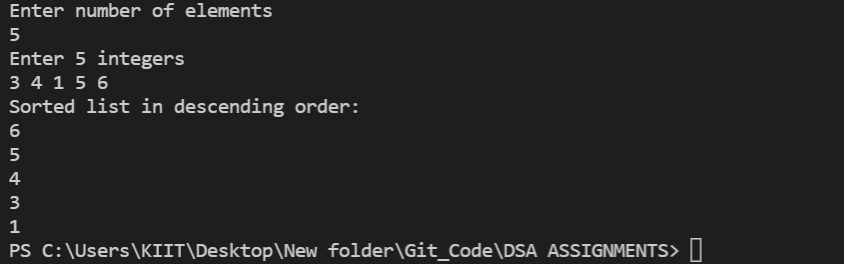 Enter number of elements
5
Enter 5 integers
3 4 1 5 6
Sorted list in descending order:
6
5
4
3
1
PS C:\Users\KIIT\Desktop\New folder\Git_Code\DSA ASSIGNMENTS>